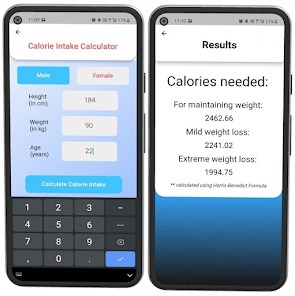 11:09
11%
Calorie Intake Calculator
Male
Female
Height
(in cm)
184
Weight
(in kg)
90
Age
(years)
22
Calculate Calorie Intake
1 2 3 -
4 5 6
7 8 9
, 0 .
11:10
11%
Results
Calories needed:
For maintaining weight:
2462.66
Mild weight loss:
2241.02
Extreme weight loss:
1994.75
** calculated using Harris Benedict Formula